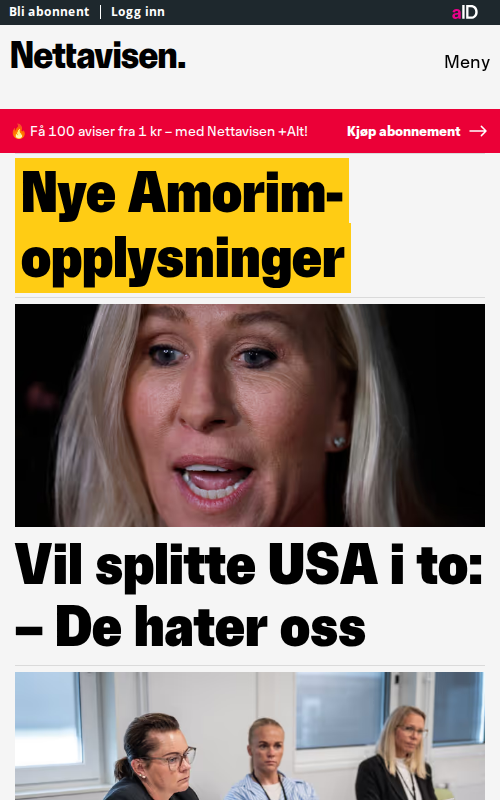 Bli abonnent Logg inn aID
Nettavisen.
Meny
🔥 Få 100 aviser fra 1 kr – med Nettavisen +Alt! Kjøp abonnement →
Nye Amorim-
opplysninger
Vil splitte USA i to:
– De hater oss